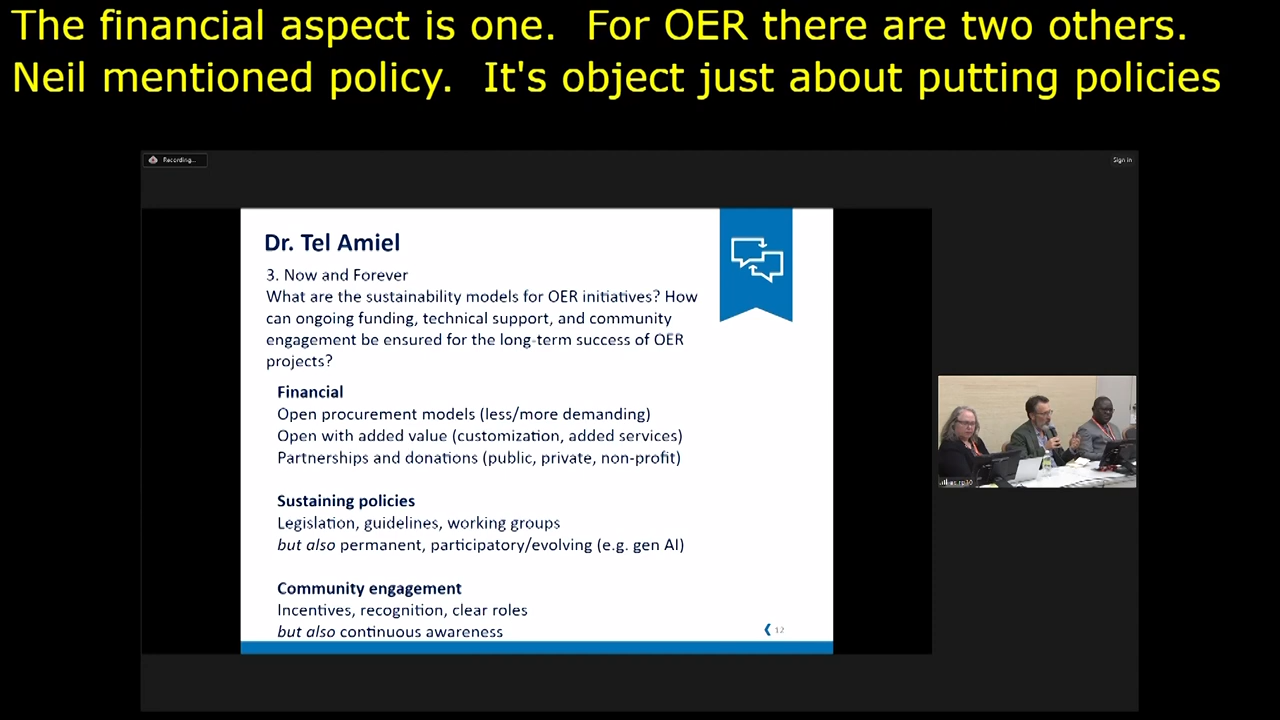 The financial aspect is one.  For OER there are two others.
Neil mentioned policy.  It's object just about putting policies
Recording...
Sign in
Dr. Tel Amiel
3. Now and Forever
What are the sustainability models for OER initiatives? How
can ongoing funding, technical support, and community
engagement be ensured for the long-term success of OER
projects?
Financial
Open procurement models (less/more demanding)
Open with added value (customization, added services)
Partnerships and donations (public, private, non-profit)
Sustaining policies
Legislation, guidelines, working groups
but also permanent, participatory/evolving (e.g. gen AI)
Community engagement
Incentives, recognition, clear roles
but also continuous awareness
12